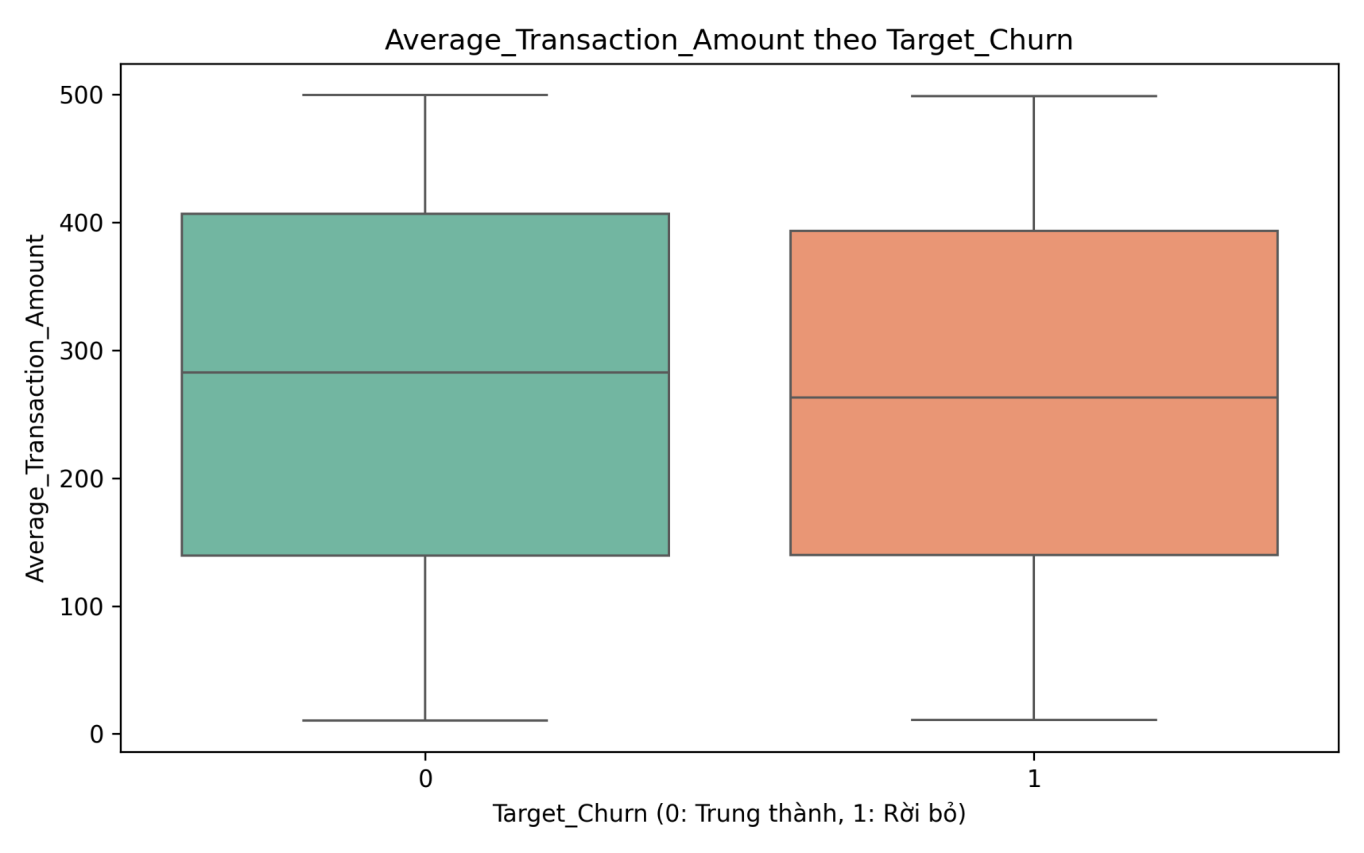 Average_Transaction_Amount theo Target_Churn
Average_Transaction_Amount
500
400
300
200
100
0
0
1
Target_Churn (0: Trung thành, 1: Rời bỏ)